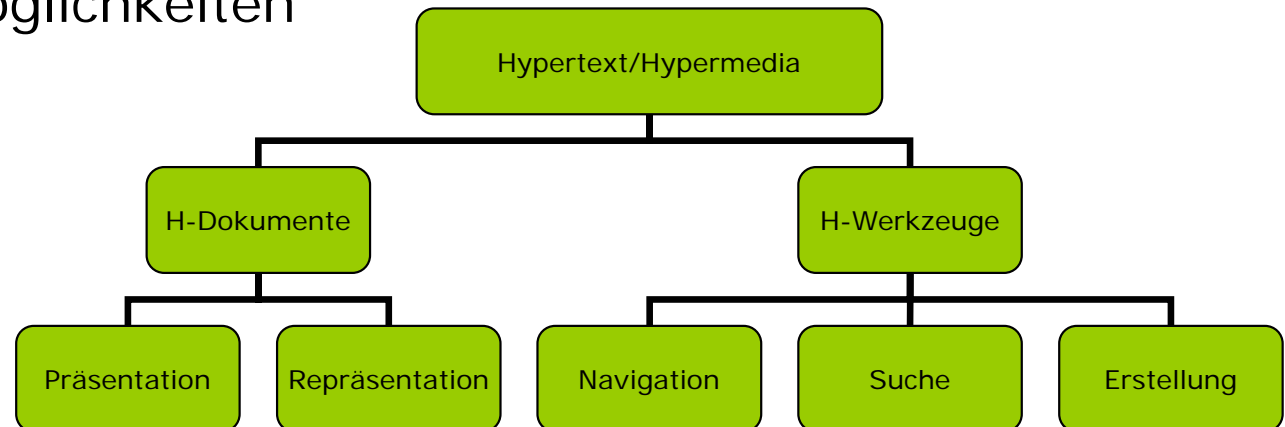 öglichkeiten
Hypertext/Hypermedia
H-Dokumente
H-Werkzeuge
Präsentation
Repräsentation
Navigation
Suche
Erstellung